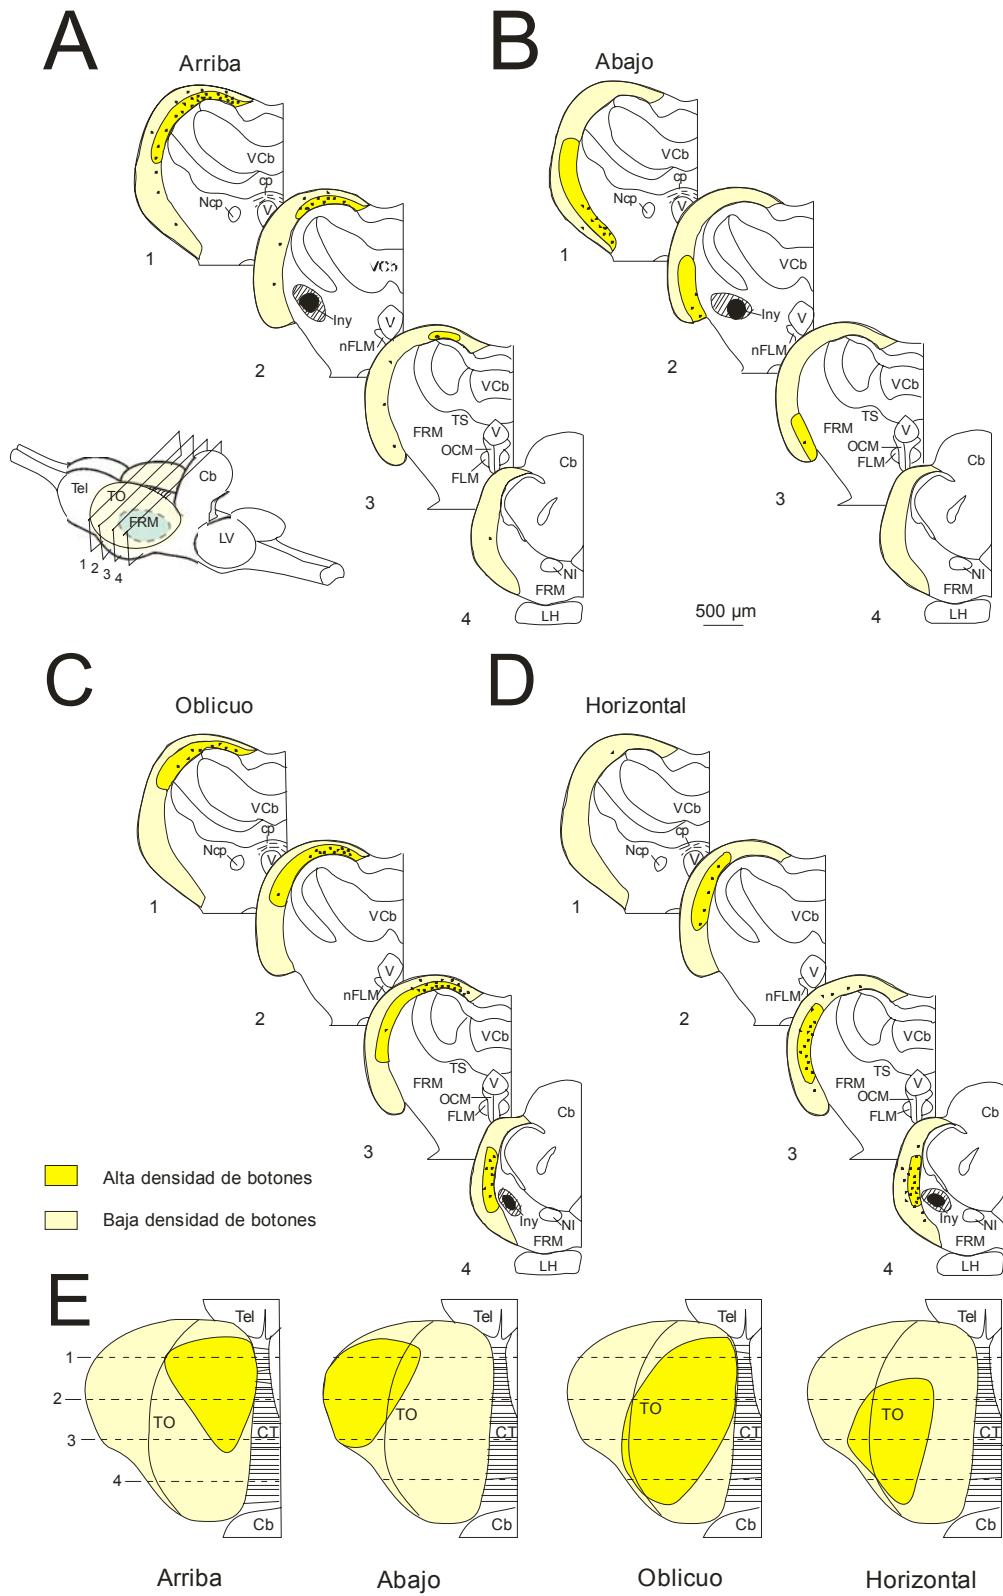 A
Arriba
VCb
cp
Ncp
V
1
VCb
Iny
V
nFLM
2
VCb
TS
FRM
V
OCM
FLM
3
Cb
NI
FRM
LH
4
Tel
TO
Cb
FRM
LV
1
2
3
4
B
Abajo
VCb
cp
Ncp
V
1
VCb
Iny
V
nFLM
2
VCb
TS
FRM
V
OCM
FLM
3
Cb
NI
FRM
LH
4
500 µm
C
Oblicuo
VCb
cp
Ncp
V
1
VCb
V
nFLM
2
VCb
TS
FRM
V
OCM
FLM
3
Cb
Iny
NI
FRM
LH
4
D
Horizontal
VCb
cp
Ncp
V
1
VCb
V
nFLM
2
VCb
TS
FRM
V
OCM
FLM
3
Cb
Iny
NI
FRM
LH
4
Alta densidad de botones
Baja densidad de botones
E
Tel
1
2
TO
3
CT
4
Cb
Arriba
Tel
TO
CT
Cb
Abajo
Tel
TO
CT
Cb
Oblicuo
Tel
TO
CT
Cb
Horizontal